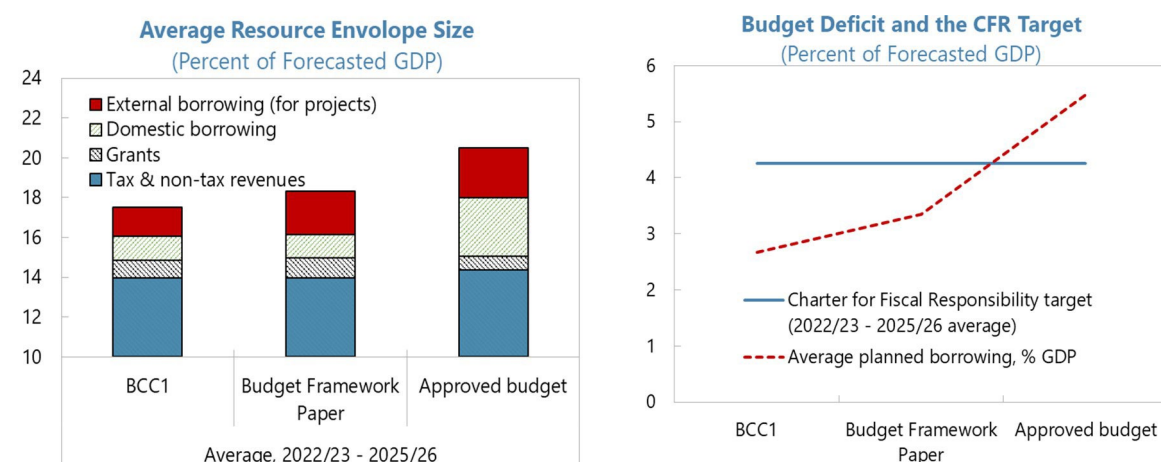 Average Resource Envelope Size
(Percent of Forecasted GDP)
24
22
20
18
16
14
12
10
External borrowing (for projects)
Domestic borrowing
Grants
Tax & non-tax revenues
BCC1
Budget Framework
Paper
Approved budget
Average, 2022/23 - 2025/26
Budget Deficit and the CFR Target
(Percent of Forecasted GDP)
6
5
4
3
2
1
0
Charter for Fiscal Responsibility target
(2022/23 - 2025/26 average)
Average planned borrowing, % GDP
BCC1
Budget Framework
Paper
Approved budget